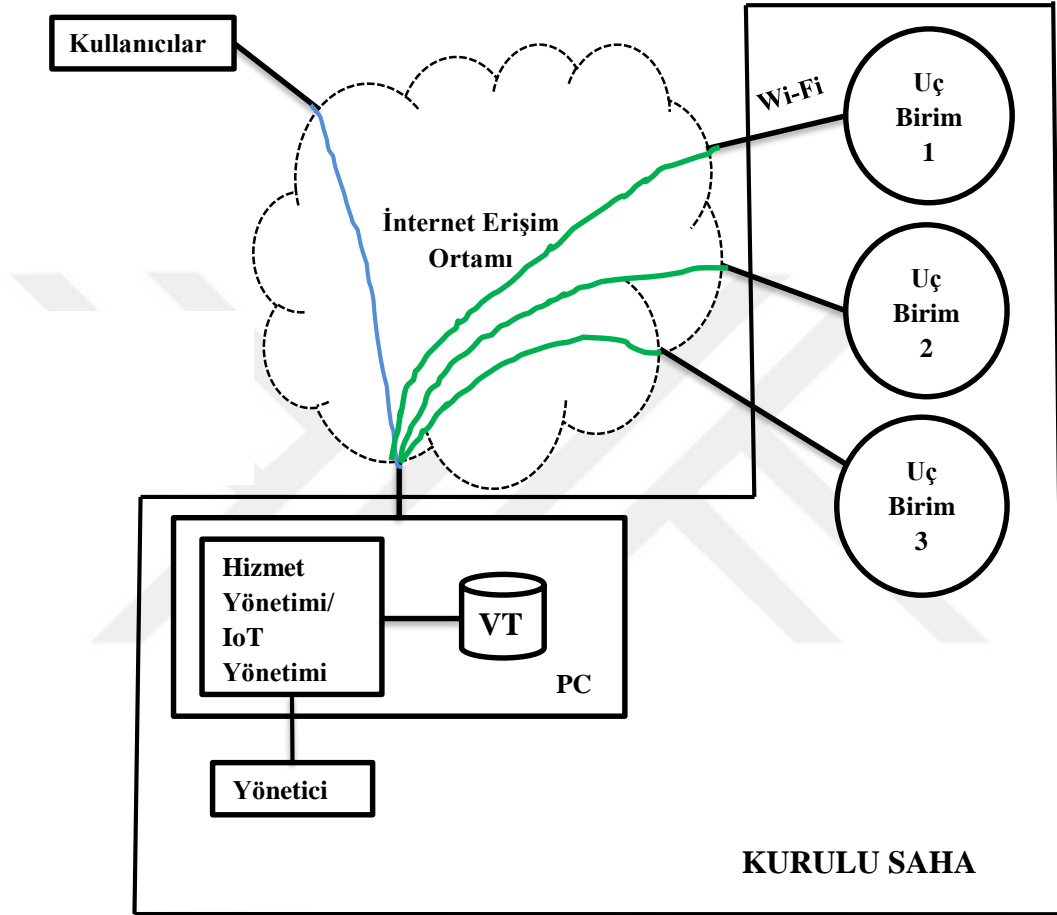 Kullanıcılar
Wi-Fi
Uç
Birim
1
İnternet Erişim
Ortamı
Uç
Birim
2
Uç
Birim
3
Hizmet
Yönetimi/
IoT
Yönetimi
VT
PC
Yönetici
KURULU SAHA